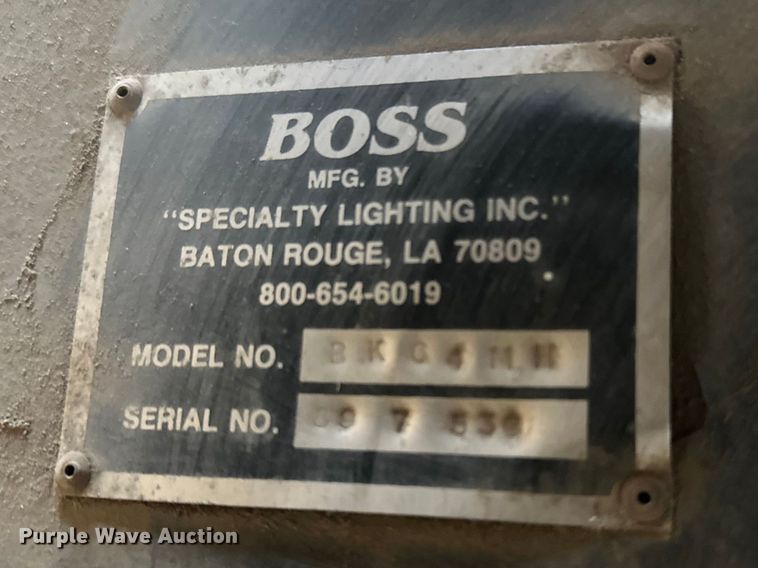 BOSS
MFG. BY
"SPECIALTY LIGHTING INC."
BATON ROUGE, LA 70809
800-654-6019
MODEL NO.
SERIAL NO.
Purple Wave Auction